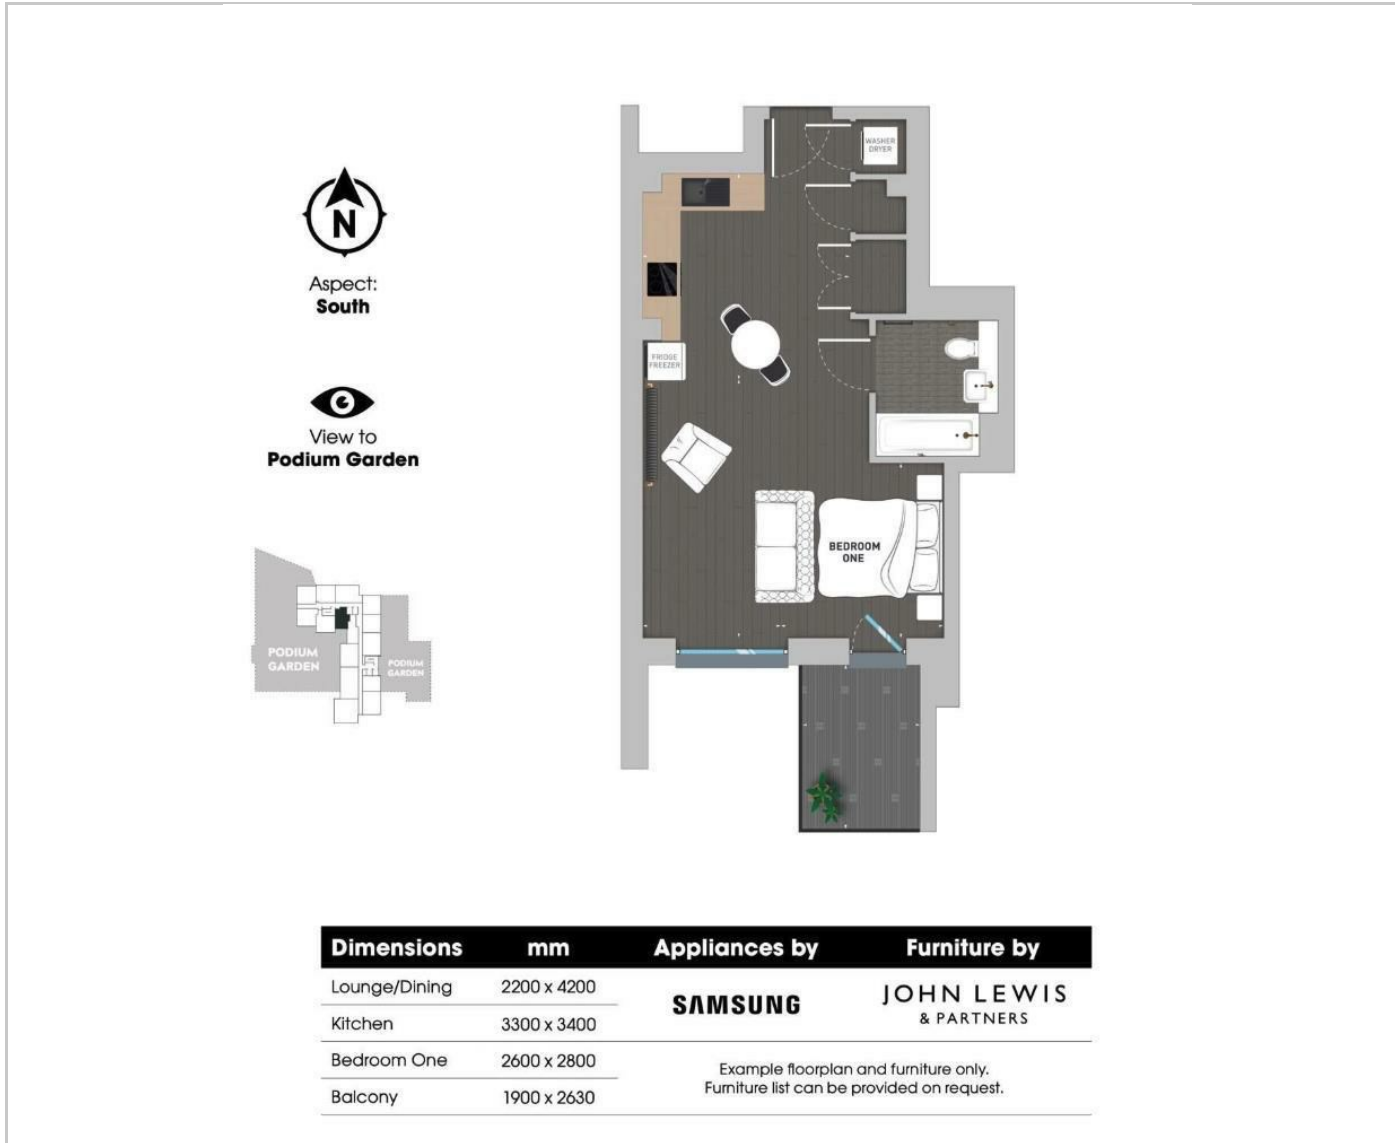 N
Aspect:
South
View to
Podium Garden
PODIUM
GARDEN
PODIUM
GARDEN
WASHER
DRYER
FRIDGE
FREEZER
BEDROOM
ONE
Dimensions mm Appliances by Furniture by
Lounge/Dining 2200 x 4200
Kitchen 3300 x 3400
Bedroom One 2600 x 2800
Balcony 1900 x 2630
SAMSUNG
JOHN LEWIS
& PARTNERS
Example floorplan and furniture only.
Furniture list can be provided on request.